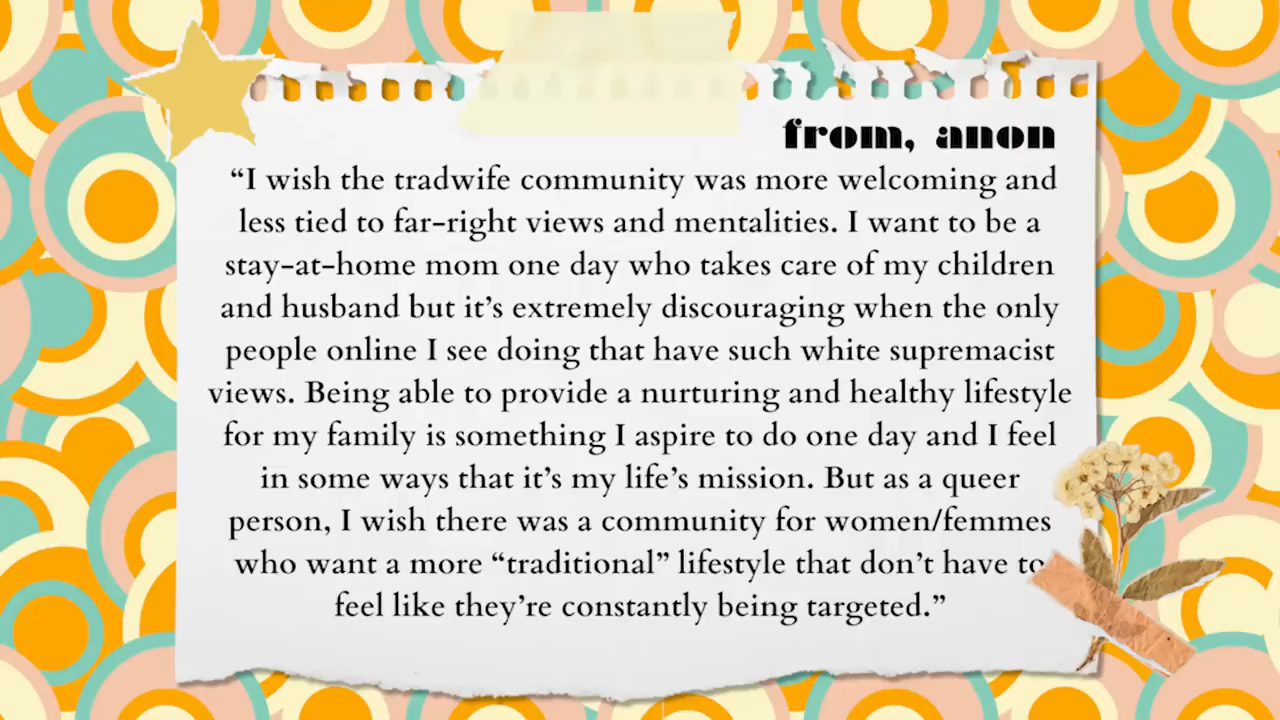 from, anon
“I wish the tradwife community was more welcoming and
less tied to far-right views and mentalities. I want to be a
stay-at-home mom one day who takes care of my children
and husband but it’s extremely discouraging when the only
people online I see doing that have such white supremacist
views. Being able to provide a nurturing and healthy lifestyle
for my family is something I aspire to do one day and I feel
in some ways that it’s my life’s mission. But as a queer
person, I wish there was a community for women/femmes
who want a more “traditional” lifestyle that don’t have to
feel like they’re constantly being targeted.”